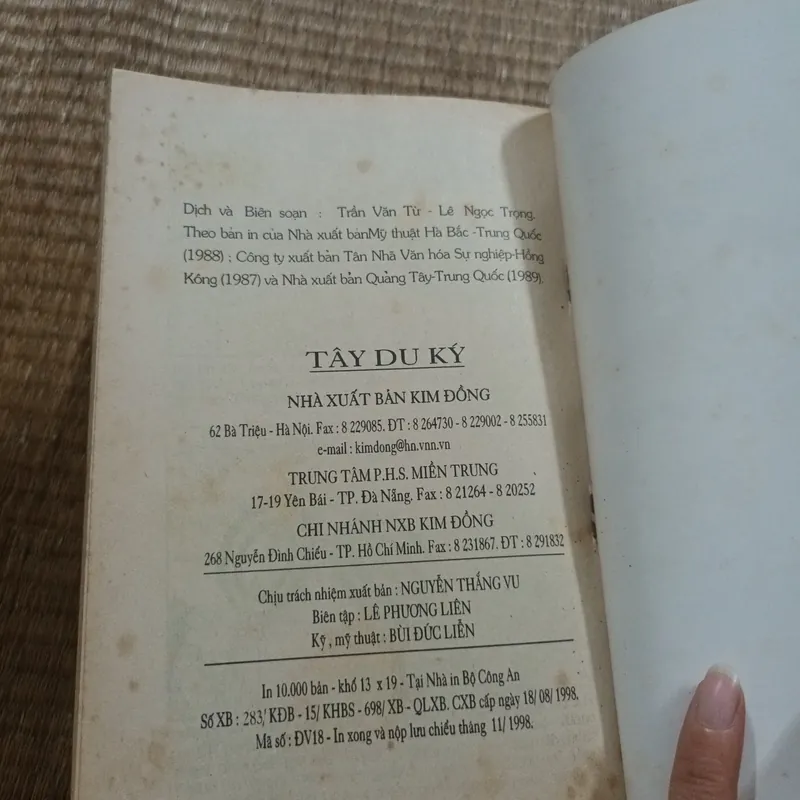 Dịch và Biên soạn : Trần Văn Từ - Lê Ngọc Trọng.
Theo bản in của Nhà xuất bảnMỹ thuật Hà Bắc -Trung Quốc
(1988) ; Công ty xuất bản Tân Nhã Văn hóa Sự nghiệp-Hồng
Kông (1987) và Nhà xuất bản Quảng Tây-Trung Quốc (1989).
TÂY DU KÝ
NHÀ XUẤT BẢN KIM ĐỒNG
62 Bà Triệu - Hà Nội. Fax : 8 229085. ĐT : 8 264730 - 8 229002 - 8 255831
e-mail : kimdong@hn.vnn.vn
TRUNG TÂM P.H.S. MIỀN TRUNG
17-19 Yên Bái - TP. Đà Nẵng. Fax : 8 21264 - 8 20252
CHI NHÁNH NXB KIM ĐỒNG
268 Nguyễn Đình Chiểu - TP. Hồ Chí Minh. Fax : 8 231867. ĐT : 8 291832
Chịu trách nhiệm xuất bản : NGUYỄN THẮNG VU
Biên tập : LÊ PHƯƠNG LIÊN
Kỹ , mỹ thuật : BÙI ĐỨC LIỄN
In 10.000 bản - khổ 13 x 19 - Tại Nhà in Bộ Công An
Số XB : 283/ KĐB - 15/ KHBS - 698/ XB - QLXB. CXB cấp ngày 18/ 08/ 1998.
Mã số : ĐV18 - In xong và nộp lưu chiểu tháng 11/ 1998.